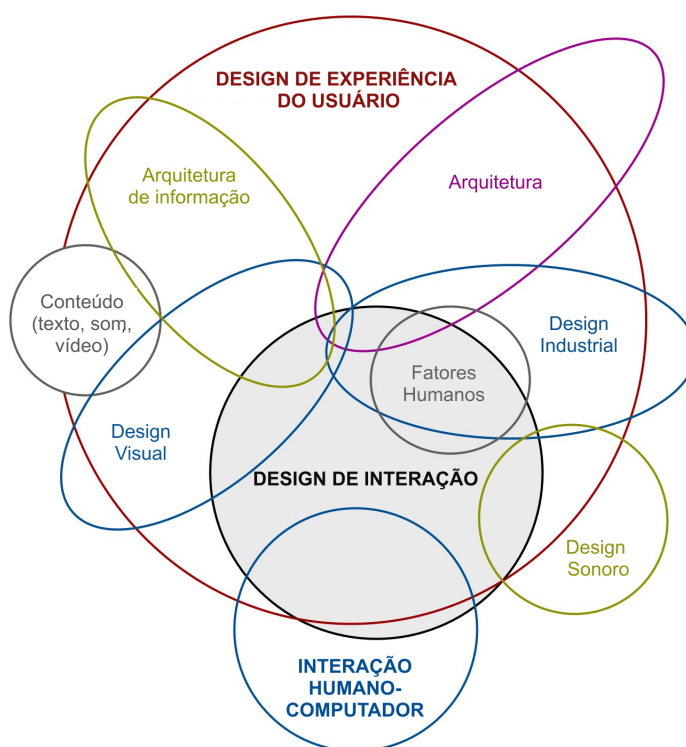 DESIGN DE EXPERIÊNCIA
DO USUÁRIO
Arquitetura
de informação
Arquitetura
Conteúdo
(texto, som,
vídeo)
Design
Industrial
Fatores
Humanos
Design
Visual
DESIGN DE INTERAÇÃO
Design
Sonoro
INTERAÇÃO
HUMANO-
COMPUTADOR